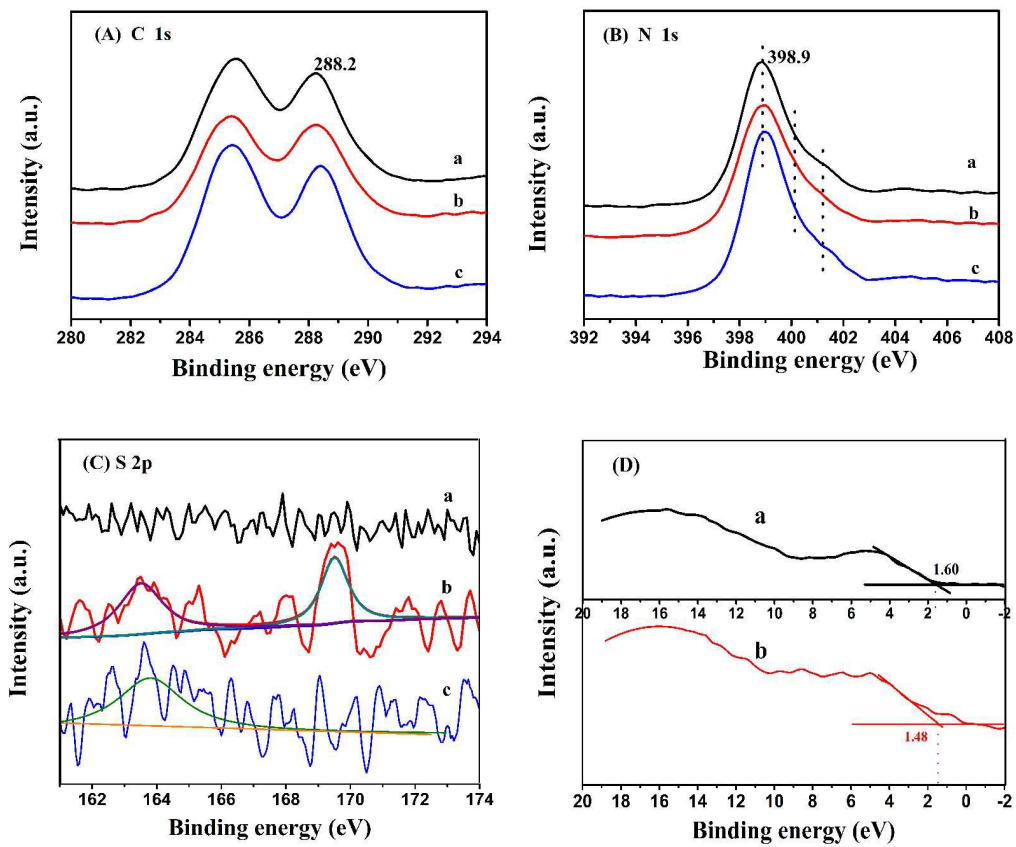 (A) C 1s
288.2
a
b
c
Intensity (a.u.)
280 282 284 286 288 290 292 294
Binding energy (eV)
(B) N 1s
398.9
a
b
c
Intensity (a.u.)
392 394 396 398 400 402 404 406 408
Binding energy (eV)
(C) S 2p
a
b
c
Intensity (a.u.)
162 164 166 168 170 172 174
Binding energy (eV)
(D)
a
1.60
20 18 16 14 12 10 8 6 4 2 0 -2
b
1.48
Intensity (a.u.)
20 18 16 14 12 10 8 6 4 2 0 -2
Binding energy (eV)